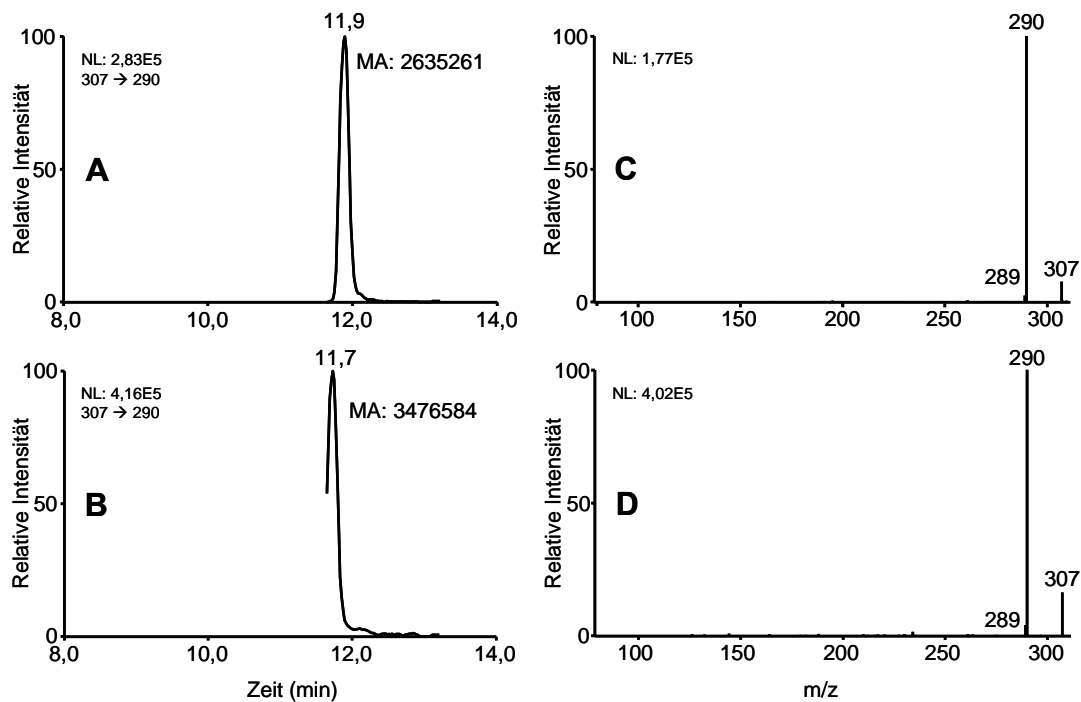 11,9
100
NL: 2,83E5
307 → 290
MA: 2635261
Relative Intensität
50
A
0
8,0 10,0 12,0 14,0
290
100
NL: 1,77E5
Relative Intensität
50
C
289
307
0
100 150 200 250 300
11,7
100
NL: 4,16E5
307 → 290
MA: 3476584
Relative Intensität
50
B
0
8,0 10,0 12,0 14,0
Zeit (min)
290
100
NL: 4,02E5
Relative Intensität
50
D
289
307
0
100 150 200 250 300
m/z